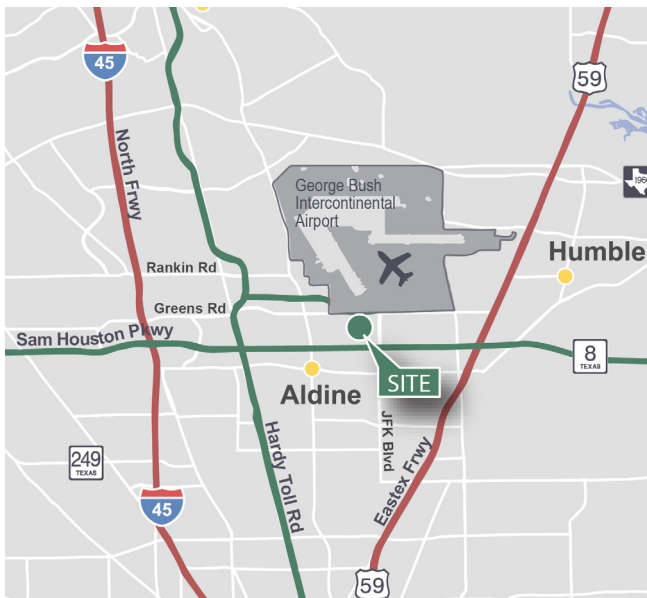 45
59
North Frwy
1960
George Bush
Intercontinental
Airport
Humble
Rankin Rd
Greens Rd
Sam Houston Pkwy
8
TEXAS
SITE
Aldine
JFK Blvd
Hardy Toll Rd
Eastex Frwy
249
TEXAS
45
59